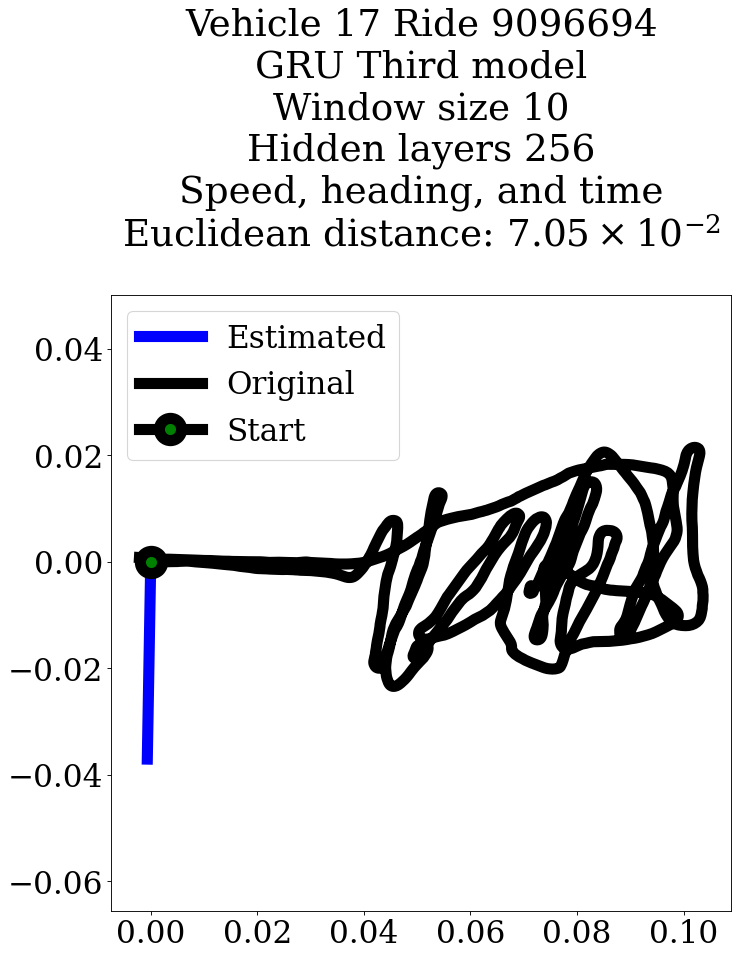 Vehicle 17 Ride 9096694
GRU Third model
Window size 10
Hidden layers 256
Speed, heading, and time
Euclidean distance: 7.05 × 10⁻²
Estimated
Original
Start
0.04
0.02
0.00
−0.02
−0.04
−0.06
0.00 0.02 0.04 0.06 0.08 0.10